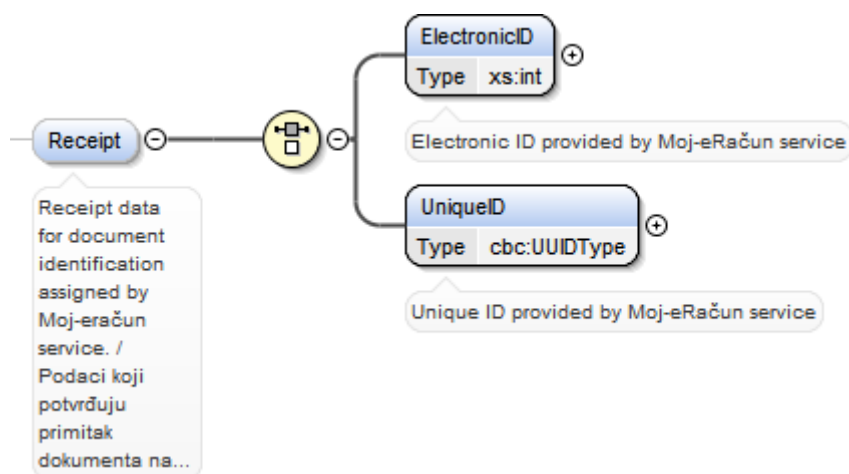 ElectronicID
Type xs:int
Electronic ID provided by Moj-eRačun service
Receipt
Receipt data
for document
identification
assigned by
Moj-eračun
service. /
Podaci koji
potvrđuju
primitak
dokumenta na...
UniqueID
Type cbc:UUIDType
Unique ID provided by Moj-eRačun service